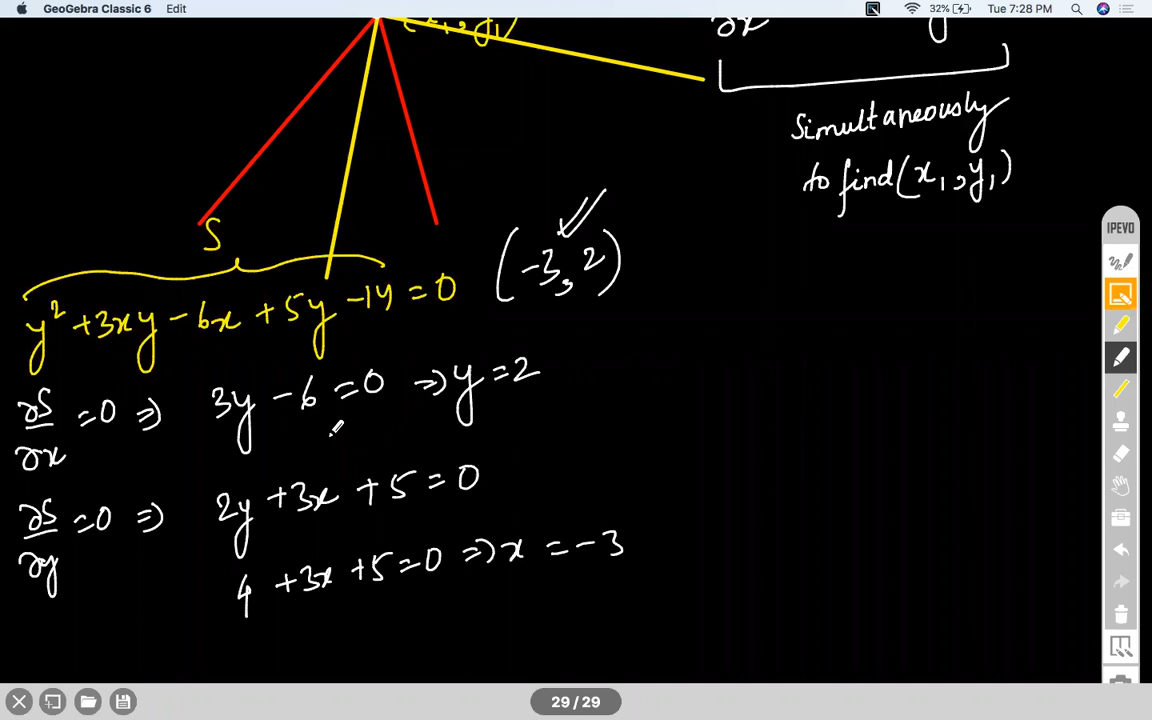 GeoGebra Classic 6 Edit 32% Tue 7:28 PM
(x₁, y₁)
∂x y
Simultaneously
to find (x₁, y₁)
IPEVO
S
(-3, 2)
y² + 3xy - 6x + 5y - 14 = 0
∂S/∂x = 0 ⇒ 3y - 6 = 0 ⇒ y = 2
∂S/∂y = 0 ⇒ 2y + 3x + 5 = 0
4 + 3x + 5 = 0 ⇒ x = -3
29 / 29